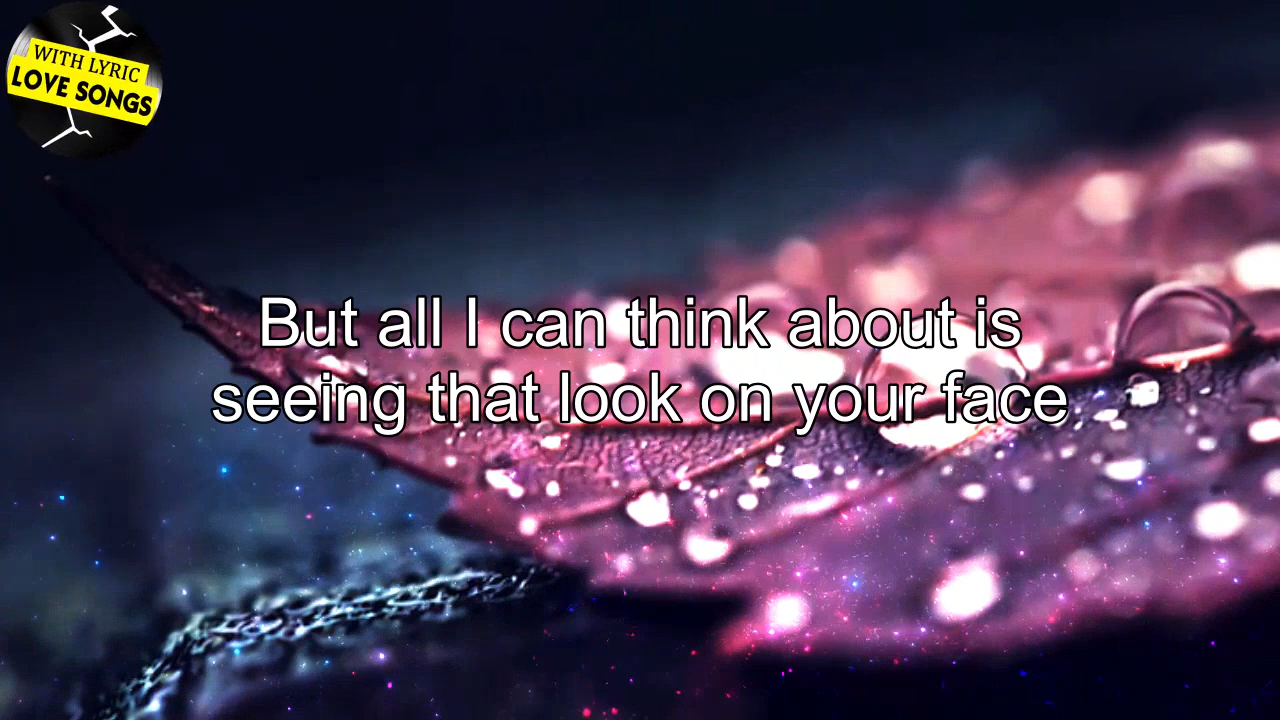 WITH LYRIC
LOVE SONGS
But all I can think about is
seeing that look on your face